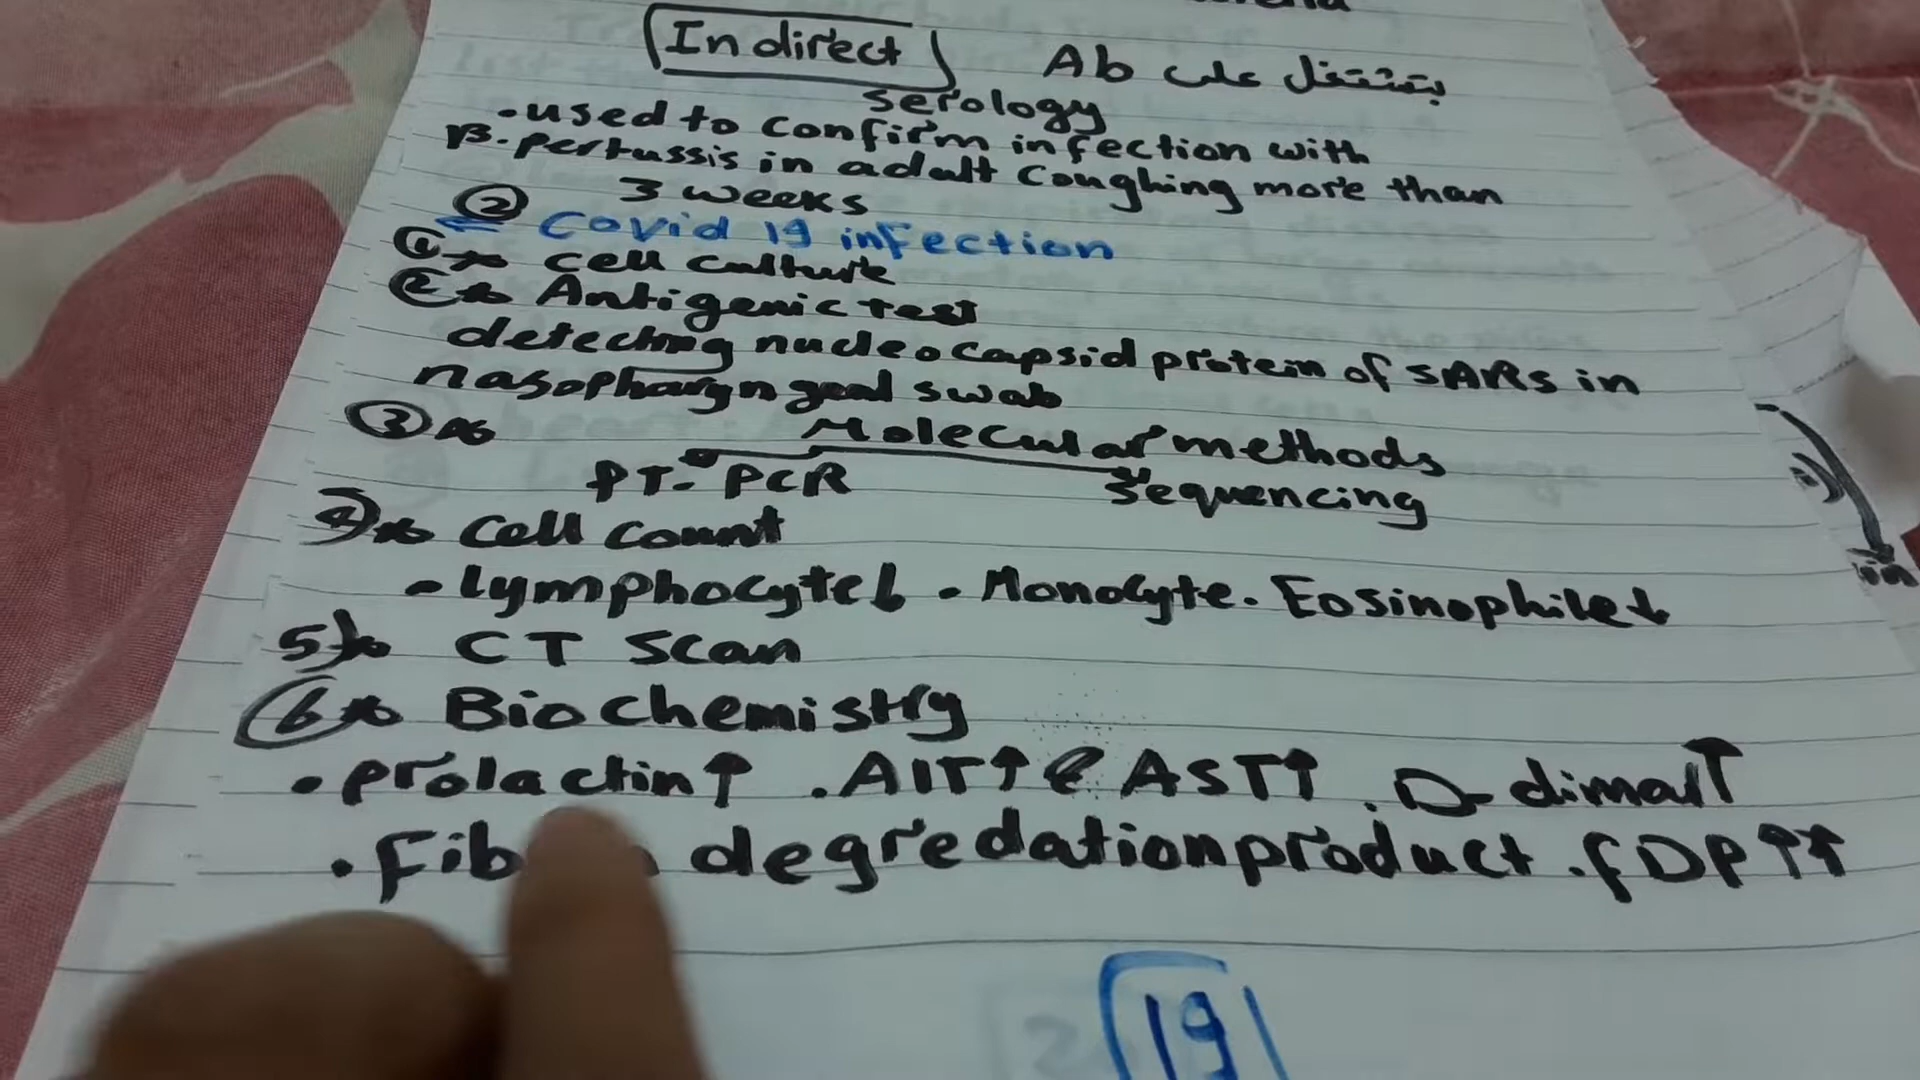 Indirect Ab بتشتغل على
serology
.used to confirm infection with
B.pertussis in adult coughing more than
3 weeks
② Covid 19 infection
① cell culture
② Antigenic test
detecting nucleocapsid protein of SARs in
nasopharyngeal swab
③ Molecular methods
PT-PCR Sequencing
4 Cell Count
.Lymphocyte↓ .Monocyte. Eosinophile↓
5 CT Scan
6 Biochemistry
.prolactin↑ .AlT↑ & AST↑ .D-dimar↑
. degredation product .fDP↑↑
19